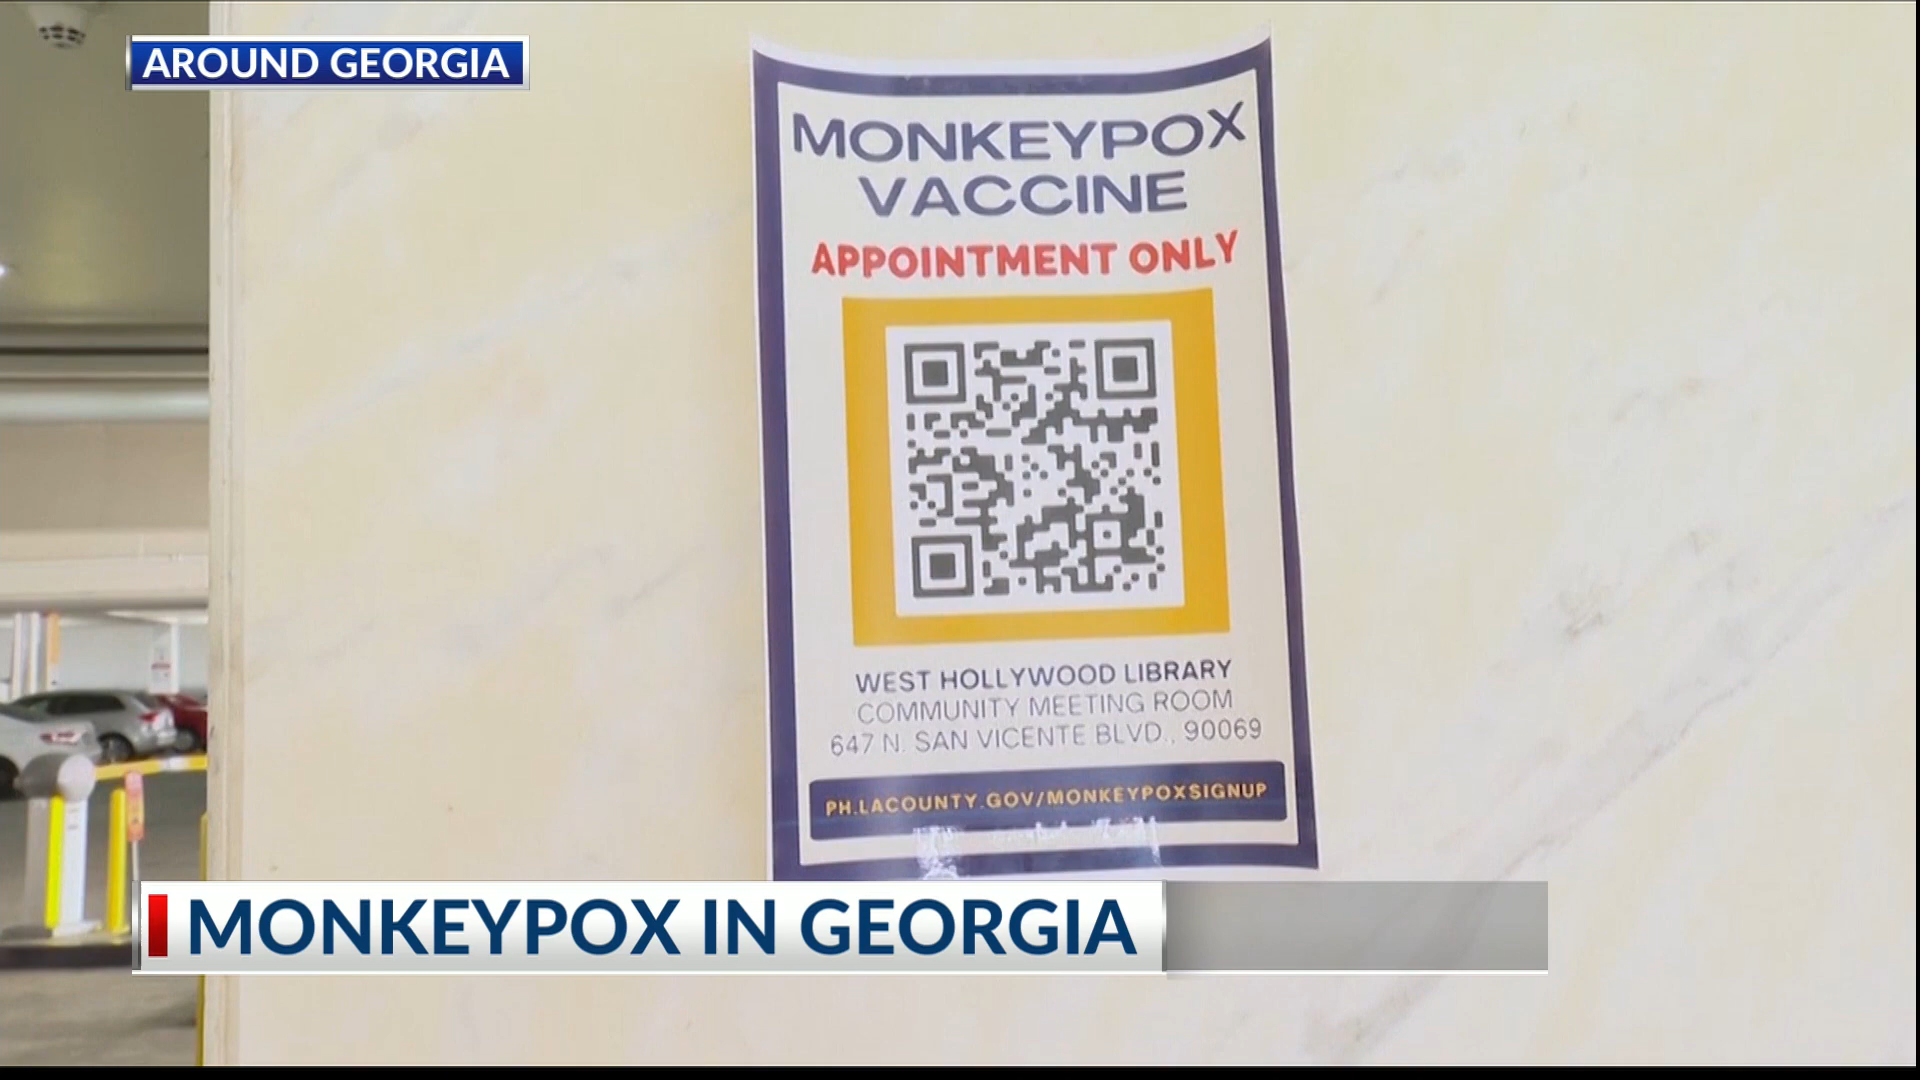 AROUND GEORGIA
MONKEYPOX
VACCINE
APPOINTMENT ONLY
WEST HOLLYWOOD LIBRARY
COMMUNITY MEETING ROOM
647 N. SAN VICENTE BLVD., 90069
PH.LACOUNTY.GOV/MONKEYPOXSIGNUP
MONKEYPOX IN GEORGIA